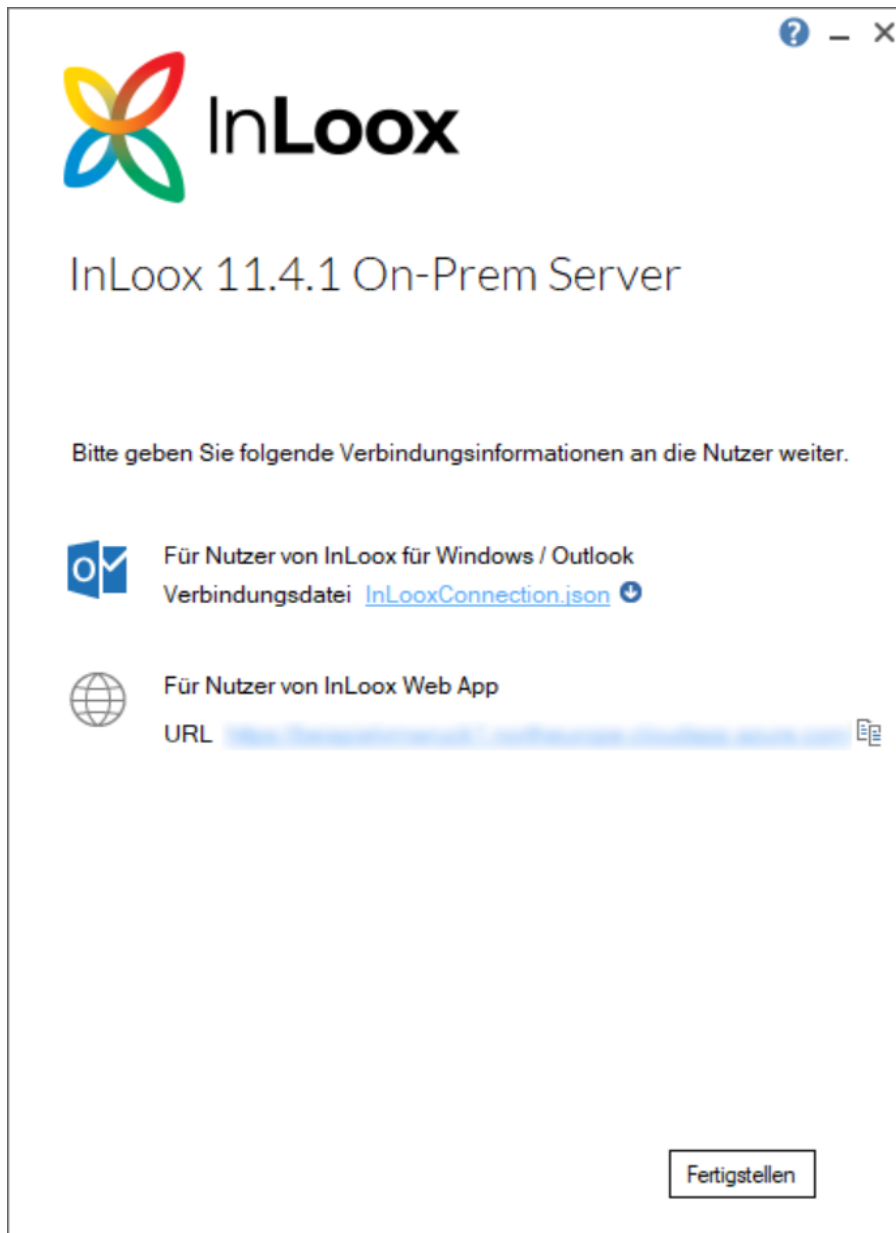 InLoox
InLoox 11.4.1 On-Prem Server
Bitte geben Sie folgende Verbindungsinformationen an die Nutzer weiter.
Für Nutzer von InLoox für Windows / Outlook
Verbindungsdatei InLooxConnection.json
Für Nutzer von InLoox Web App
URL
Fertigstellen